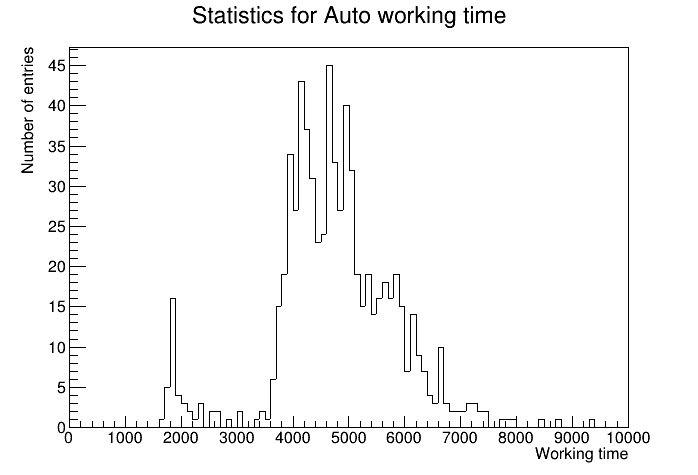 Statistics for Auto working time
Number of entries
45
40
35
30
25
20
15
10
5
0
0 1000 2000 3000 4000 5000 6000 7000 8000 9000 10000
Working time